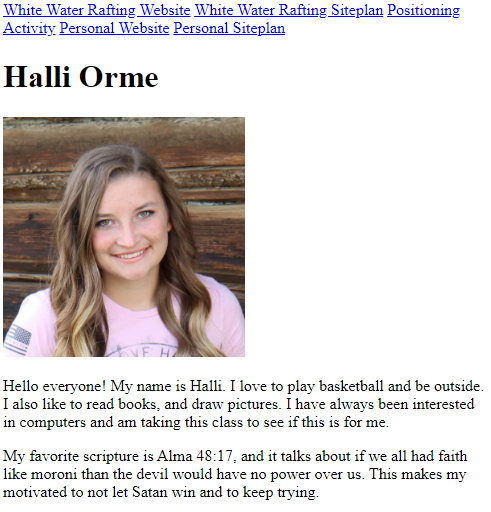 White Water Rafting Website White Water Rafting Siteplan Positioning
Activity Personal Website Personal Siteplan
Halli Orme
Hello everyone! My name is Halli. I love to play basketball and be outside.
I also like to read books, and draw pictures. I have always been interested
in computers and am taking this class to see if this is for me.
My favorite scripture is Alma 48:17, and it talks about if we all had faith
like moroni than the devil would have no power over us. This makes my
motivated to not let Satan win and to keep trying.